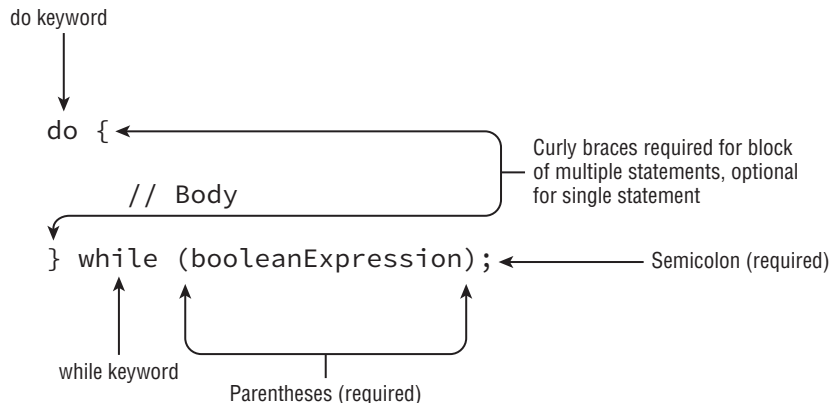 do keyword
do {
Curly braces required for block
of multiple statements, optional
for single statement
// Body
} while (booleanExpression);
Semicolon (required)
while keyword
Parentheses (required)